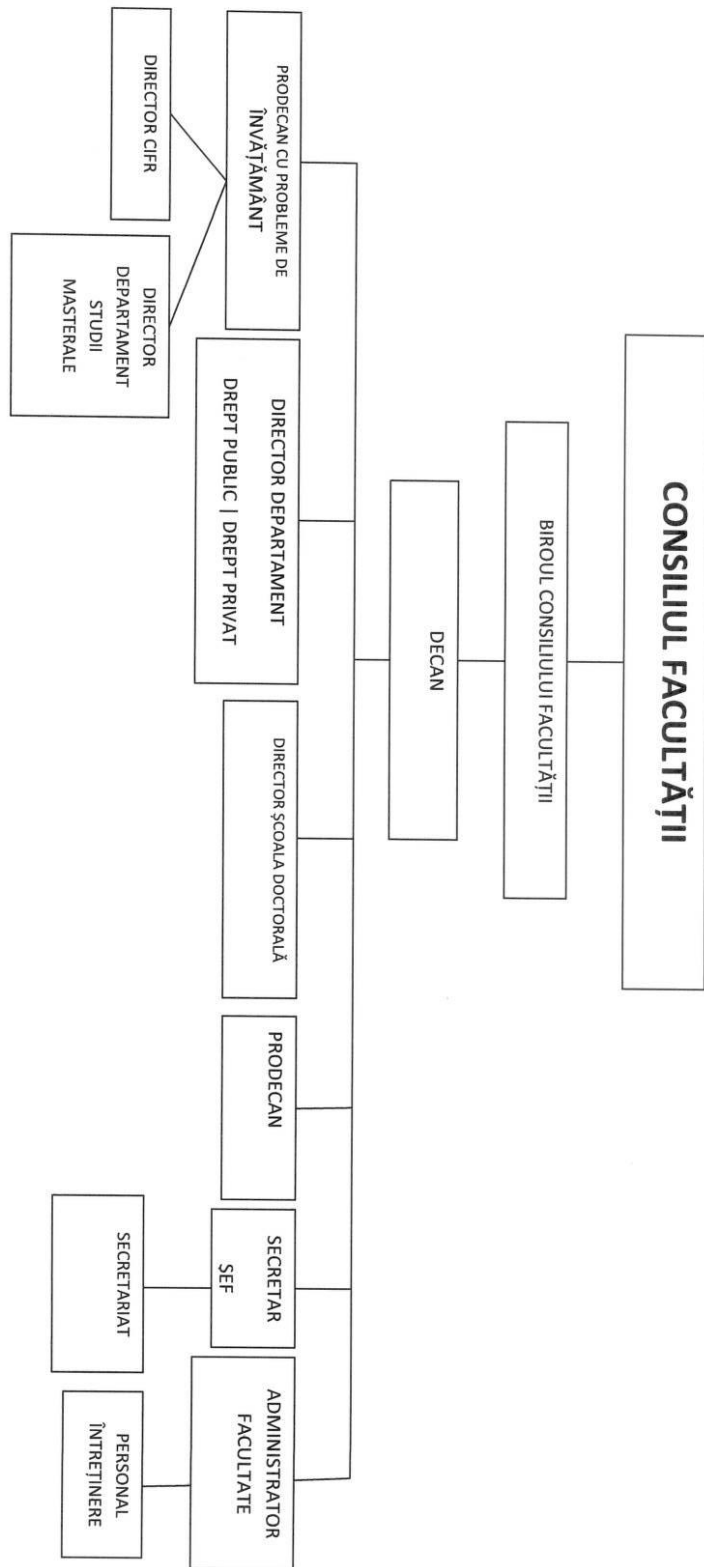 CONSILIUL FACULTĂȚII
BIROUL CONSILIULUI FACULTĂȚII
DECAN
PRODECAN CU PROBLEME DE
ÎNVĂȚĂMÂNT
DIRECTOR DEPARTAMENT
DREPT PUBLIC | DREPT PRIVAT
DIRECTOR ȘCOALA DOCTORALĂ
PRODECAN
SECRETAR
ȘEF
ADMINISTRATOR
FACULTATE
DIRECTOR CIFR
DIRECTOR
DEPARTAMENT
STUDII
MASTERALE
SECRETARIAT
PERSONAL
ÎNTREȚINERE